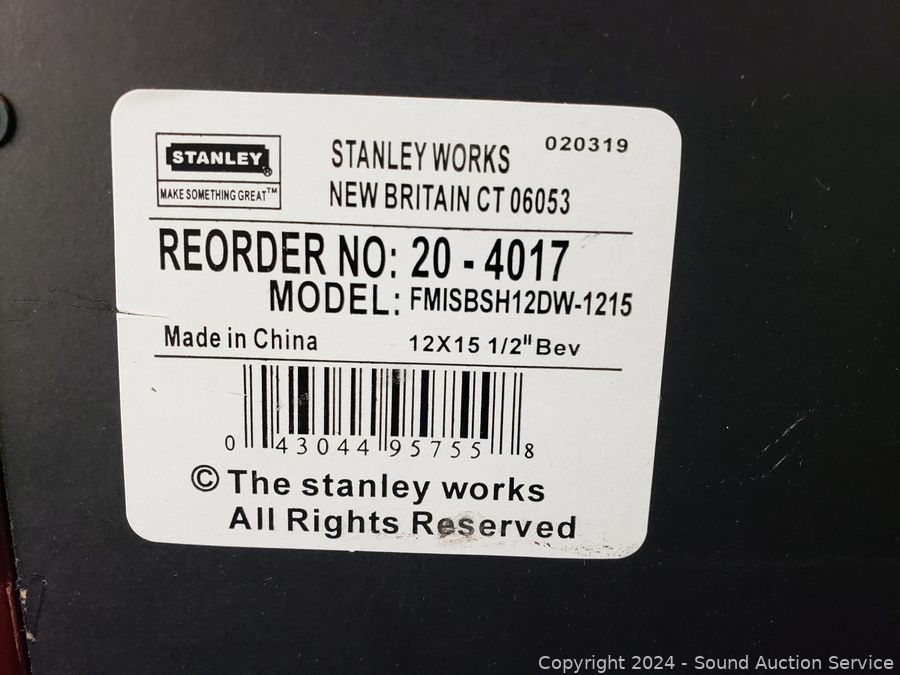 STANLEY®
MAKE SOMETHING GREAT™
STANLEY WORKS
020319
NEW BRITAIN CT 06053
REORDER NO: 20 - 4017
MODEL: FMISBSH12DW-1215
Made in China
12X15 1/2" Bev
0 43044 95755 8
© The stanley works
All Rights Reserved
Copyright 2024 - Sound Auction Service